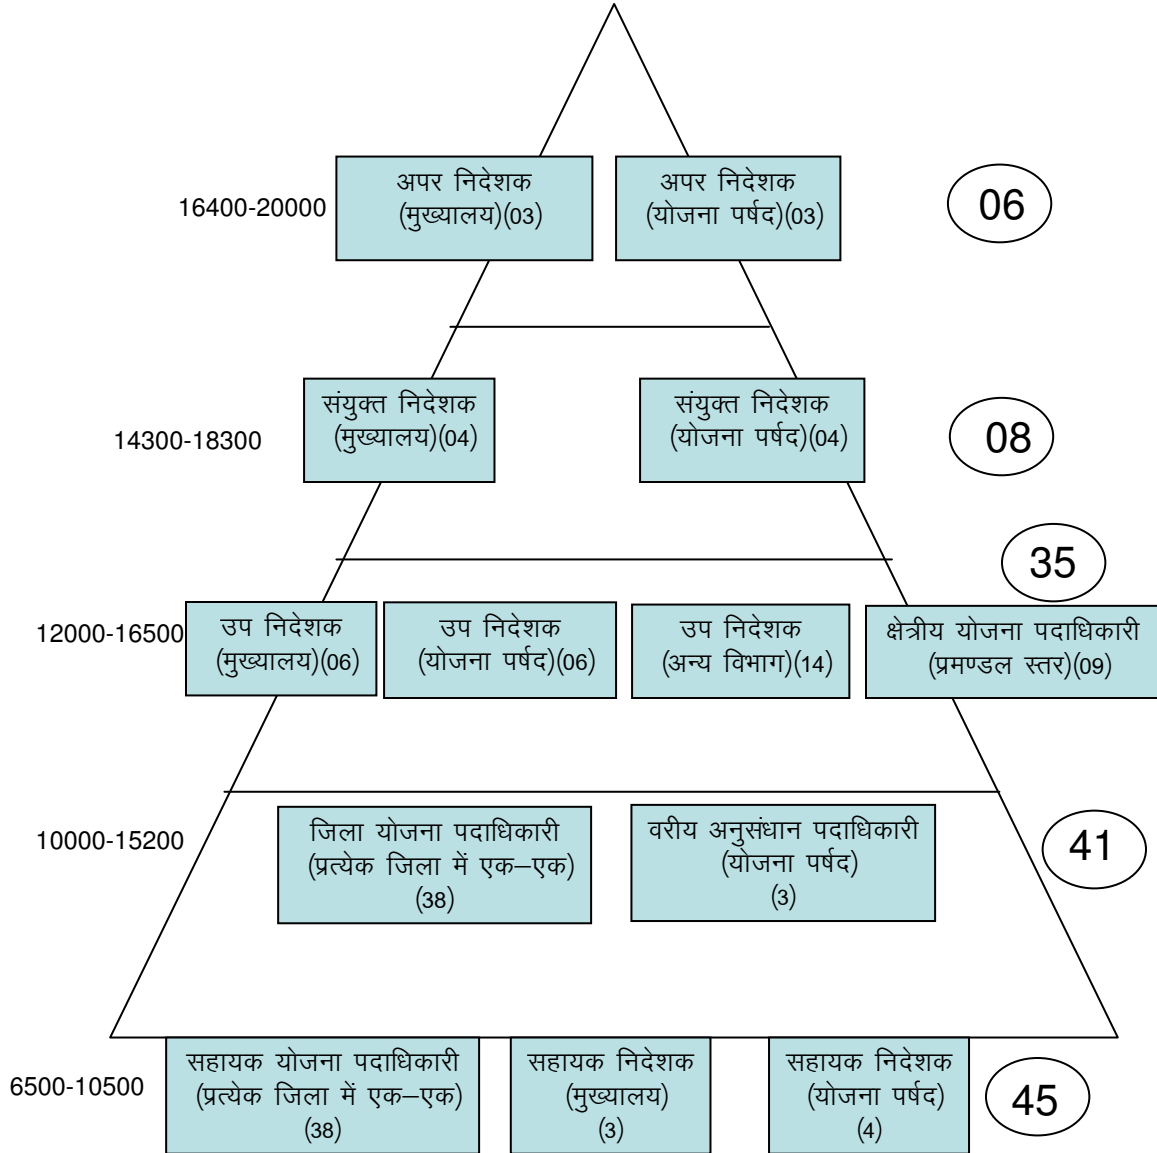 16400-20000
अपर निदेशक
(मुख्यालय)(03)
अपर निदेशक
(योजना पर्षद)(03)
06
14300-18300
संयुक्त निदेशक
(मुख्यालय)(04)
संयुक्त निदेशक
(योजना पर्षद)(04)
08
35
12000-16500
उप निदेशक
(मुख्यालय)(06)
उप निदेशक
(योजना पर्षद)(06)
उप निदेशक
(अन्य विभाग)(14)
क्षेत्रीय योजना पदाधिकारी
(प्रमण्डल स्तर)(09)
10000-15200
जिला योजना पदाधिकारी
(प्रत्येक जिला में एक–एक)
(38)
वरीय अनुसंधान पदाधिकारी
(योजना पर्षद)
(3)
41
6500-10500
सहायक योजना पदाधिकारी
(प्रत्येक जिला में एक–एक)
(38)
सहायक निदेशक
(मुख्यालय)
(3)
सहायक निदेशक
(योजना पर्षद)
(4)
45